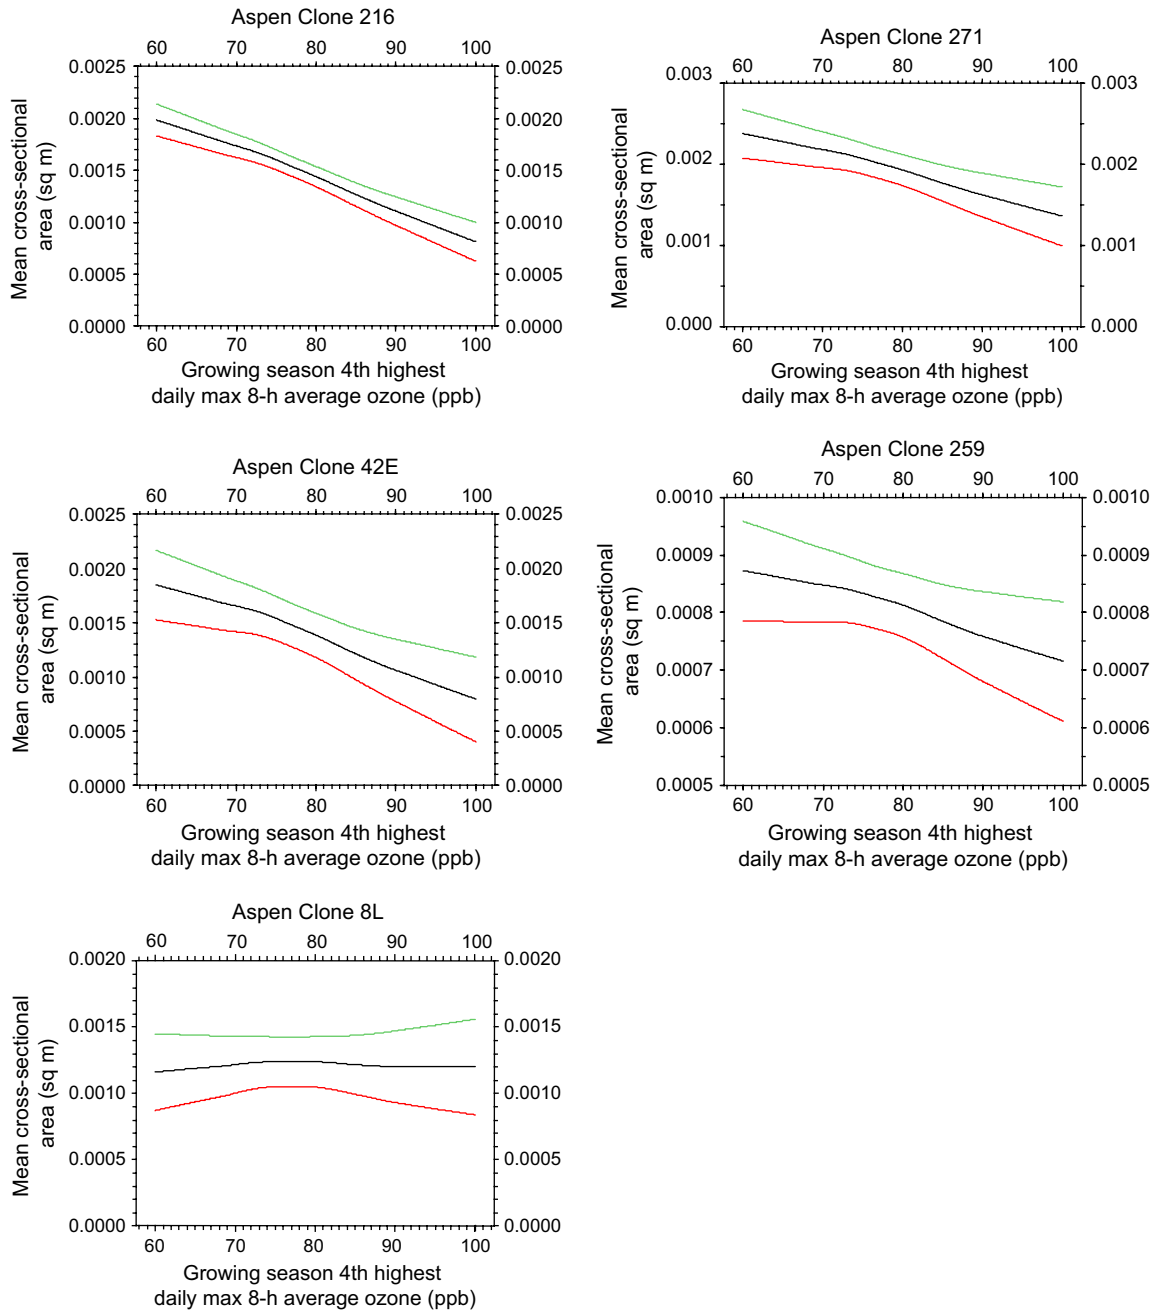 Aspen Clone 216
60 70 80 90 100
0.0025 0.0025
0.0020 0.0020
0.0015 0.0015
0.0010 0.0010
0.0005 0.0005
0.0000 0.0000
Mean cross-sectional
area (sq m)
60 70 80 90 100
Growing season 4th highest
daily max 8-h average ozone (ppb)
Aspen Clone 271
60 70 80 90 100
0.003 0.003
0.002 0.002
0.001 0.001
0.000 0.000
Mean cross-sectional
area (sq m)
60 70 80 90 100
Growing season 4th highest
daily max 8-h average ozone (ppb)
Aspen Clone 42E
60 70 80 90 100
0.0025 0.0025
0.0020 0.0020
0.0015 0.0015
0.0010 0.0010
0.0005 0.0005
0.0000 0.0000
Mean cross-sectional
area (sq m)
60 70 80 90 100
Growing season 4th highest
daily max 8-h average ozone (ppb)
Aspen Clone 259
60 70 80 90 100
0.0010 0.0010
0.0009 0.0009
0.0008 0.0008
0.0007 0.0007
0.0006 0.0006
0.0005 0.0005
Mean cross-sectional
area (sq m)
60 70 80 90 100
Growing season 4th highest
daily max 8-h average ozone (ppb)
Aspen Clone 8L
60 70 80 90 100
0.0020 0.0020
0.0015 0.0015
0.0010 0.0010
0.0005 0.0005
0.0000 0.0000
Mean cross-sectional
area (sq m)
60 70 80 90 100
Growing season 4th highest
daily max 8-h average ozone (ppb)